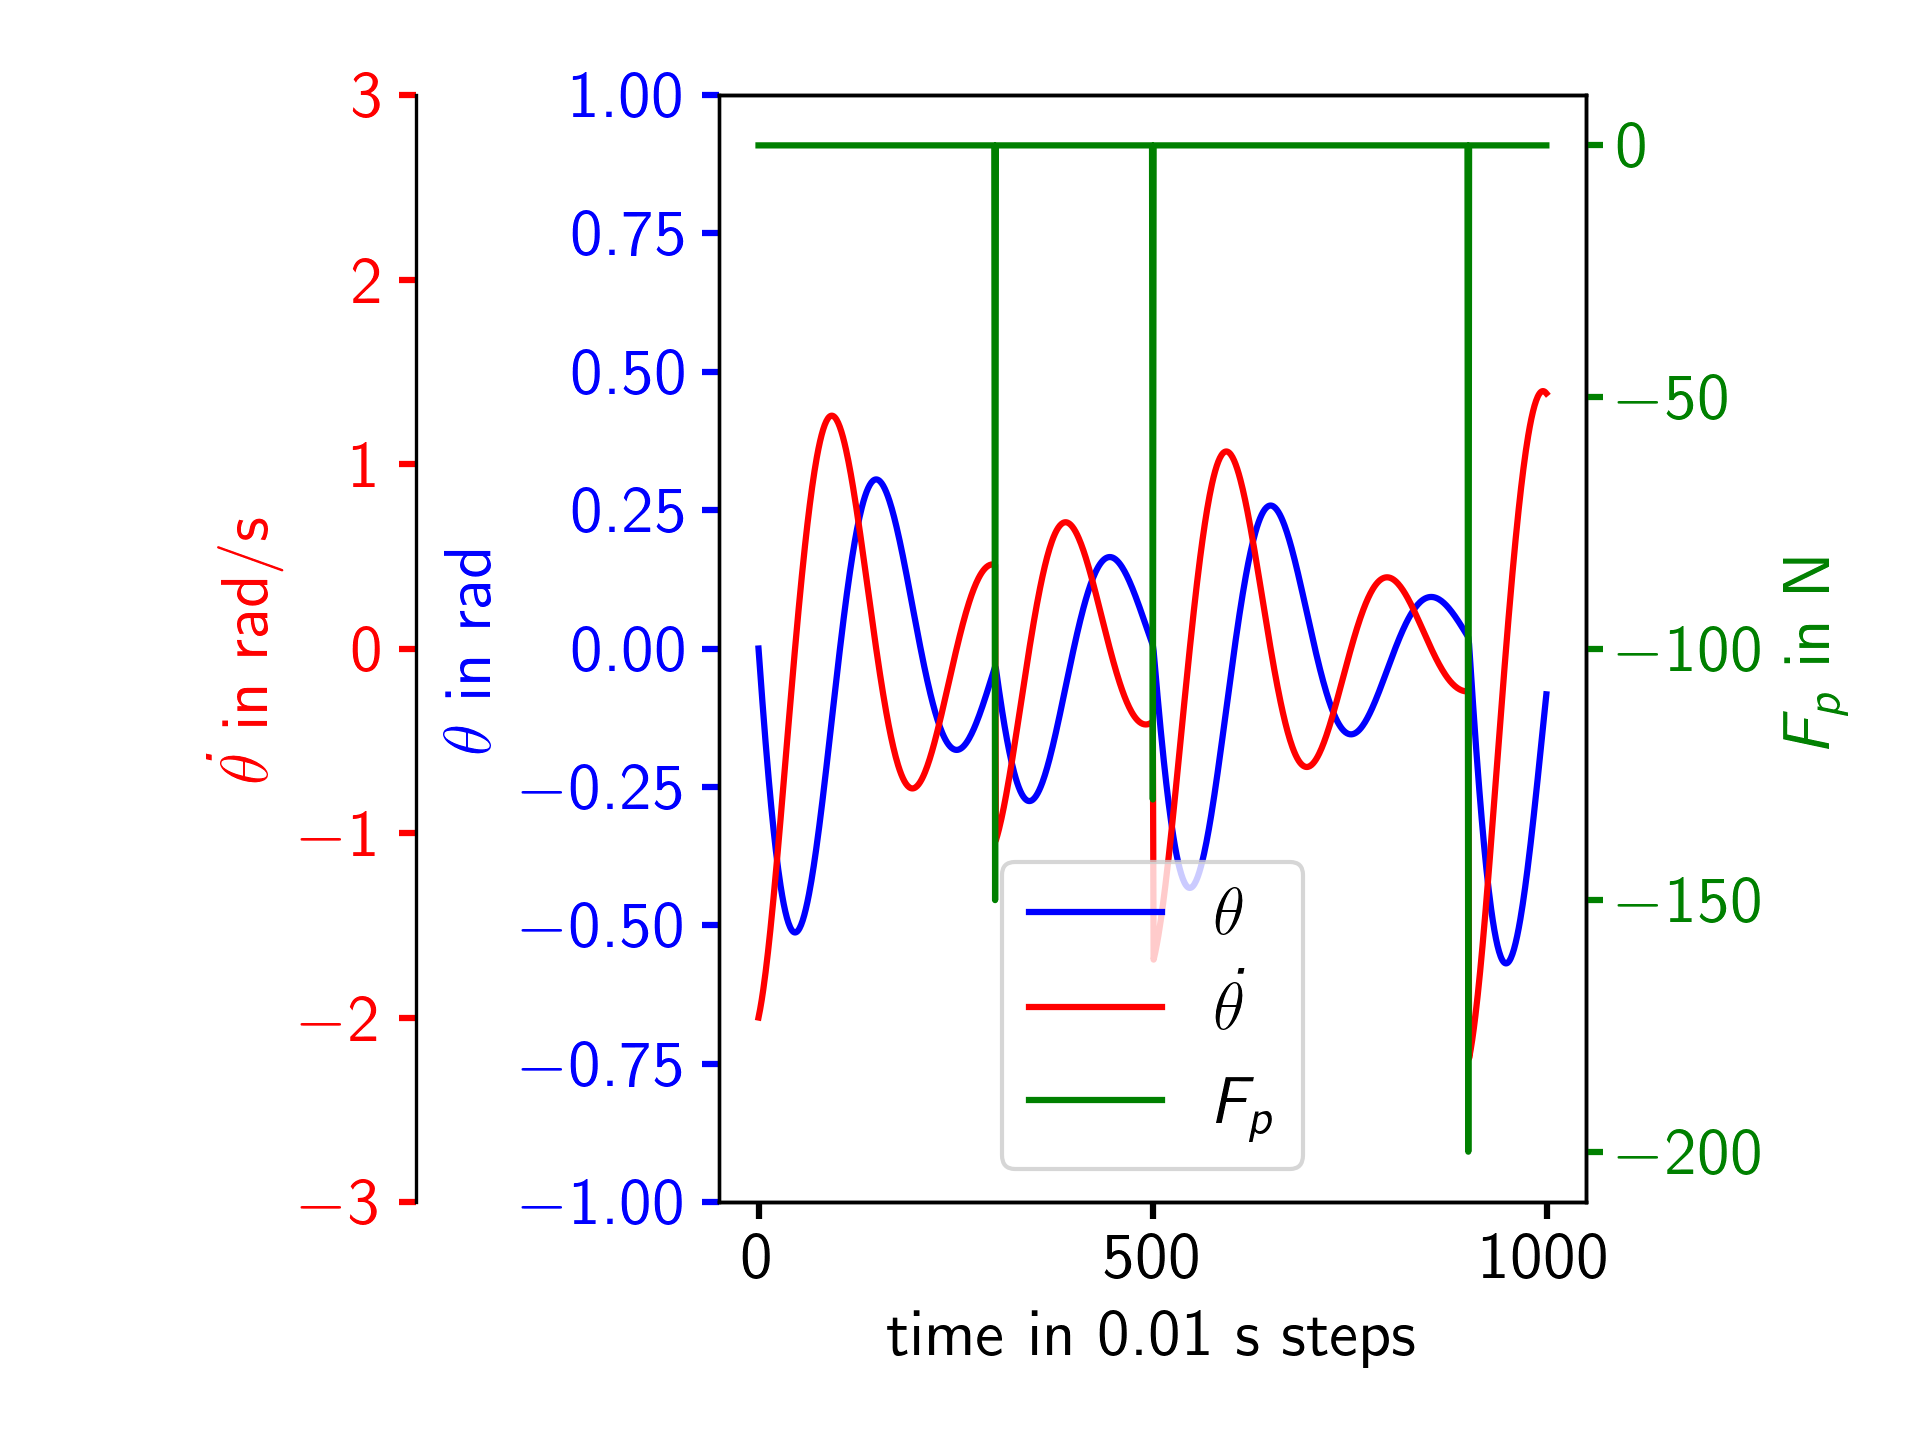 3
2
1
0
−1
−2
−3
θ̇ in rad/s
1.00
0.75
0.50
0.25
0.00
−0.25
−0.50
−0.75
−1.00
θ in rad
0
−50
−100
−150
−200
F_p in N
θ
θ̇
F_p
0 500 1000
time in 0.01 s steps